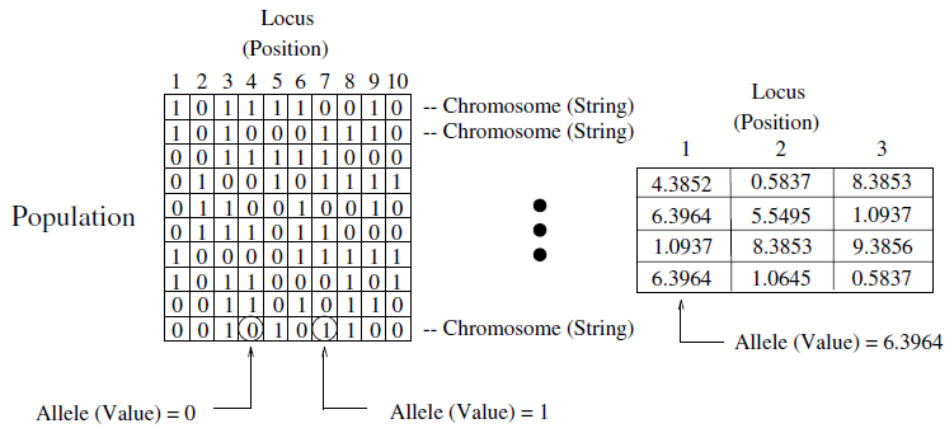 Locus
(Position)
1 2 3 4 5 6 7 8 9 10
1 0 1 1 1 1 0 0 1 0 -- Chromosome (String)
1 0 1 0 0 0 1 1 1 0 -- Chromosome (String)
0 0 1 1 1 1 1 0 0 0
0 1 0 0 1 0 1 1 1 1
Population
0 1 1 0 0 1 0 0 1 0
0 1 1 1 0 1 1 0 0 0
1 0 0 0 0 1 1 1 1 1
1 0 1 1 0 0 0 1 0 1
0 0 1 1 0 1 0 1 1 0
0 0 1 0 1 0 1 1 0 0 -- Chromosome (String)
Allele (Value) = 0
Allele (Value) = 1
Locus
(Position)
1 2 3
4.3852 0.5837 8.3853
6.3964 5.5495 1.0937
1.0937 8.3853 9.3856
6.3964 1.0645 0.5837
Allele (Value) = 6.3964